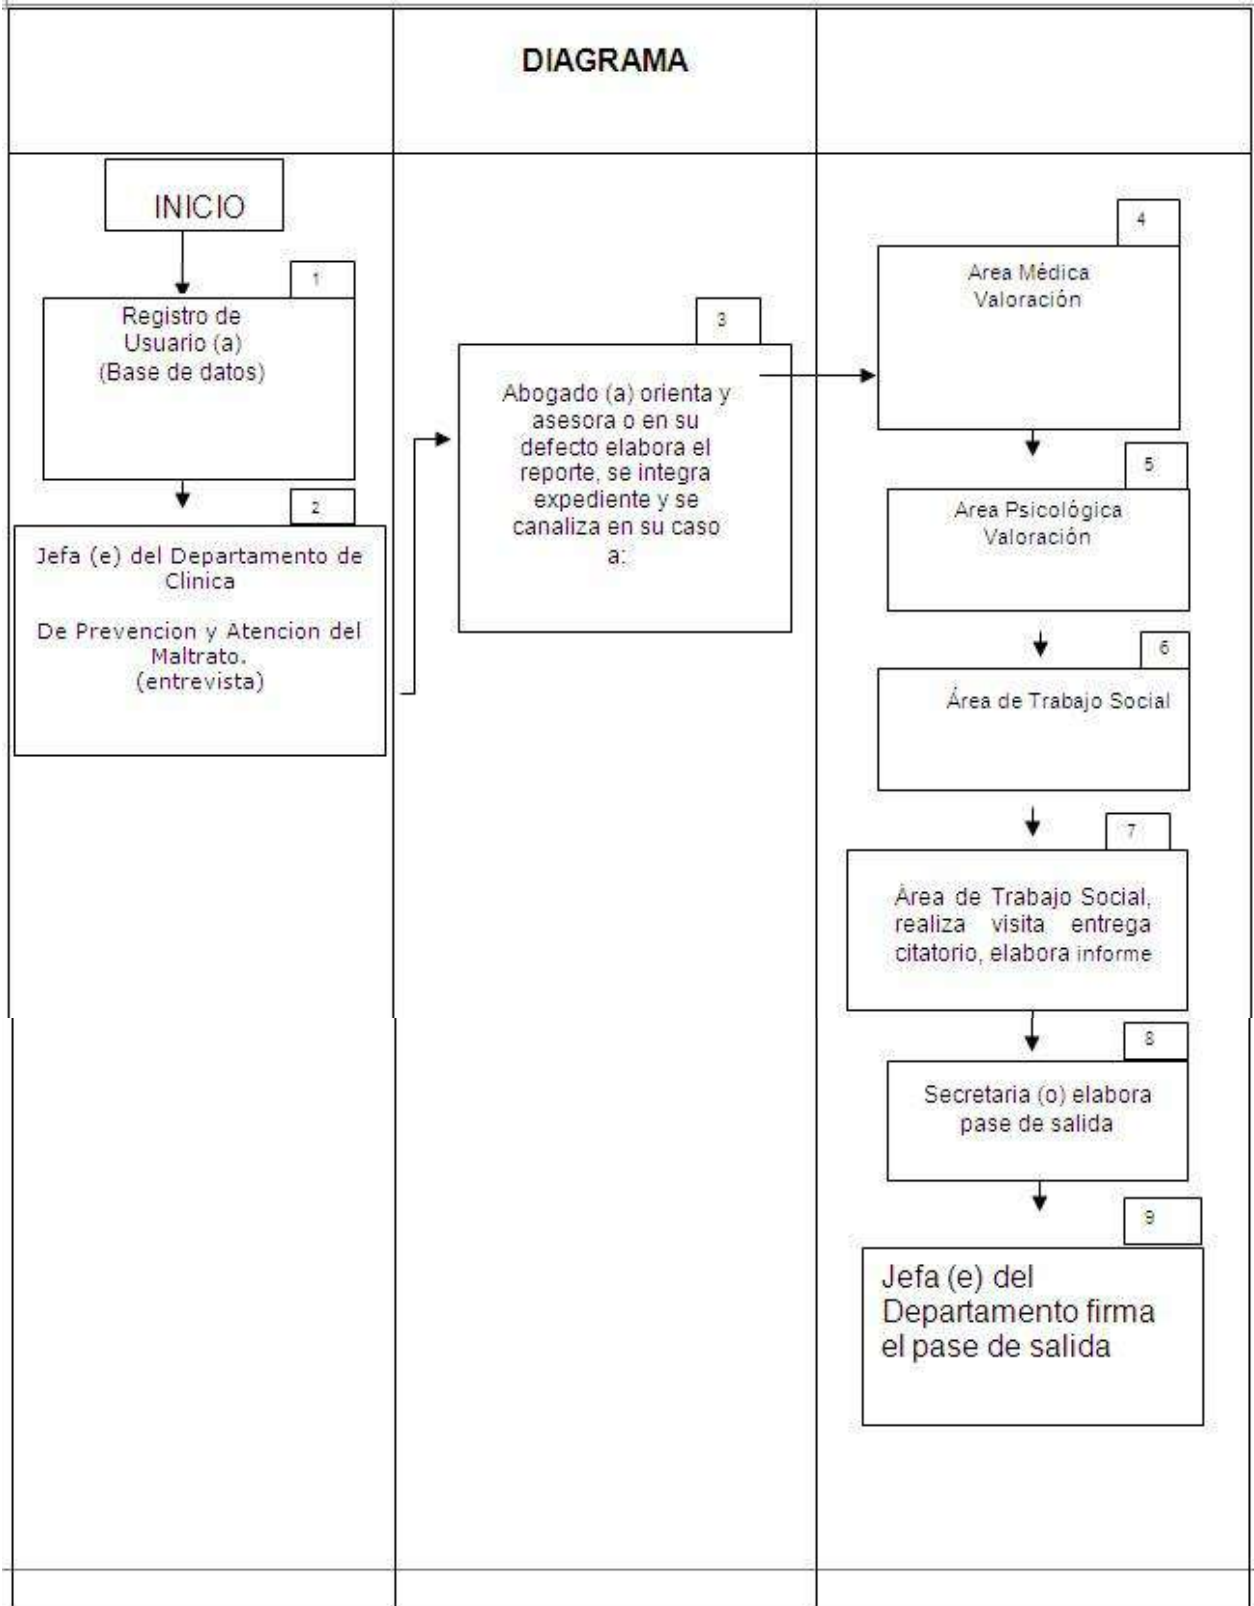 DIAGRAMA
INICIO
1
Registro de
Usuario (a)
(Base de datos)
2
Jefa (e) del Departamento de
Clinica
De Prevencion y Atencion del
Maltrato.
(entrevista)
3
Abogado (a) orienta y
asesora o en su
defecto elabora el
reporte, se integra
expediente y se
canaliza en su caso
a:
4
Area Médica
Valoración
5
Area Psicológica
Valoración
6
Área de Trabajo Social
7
Área de Trabajo Social,
realiza visita entrega
citatorio, elabora informe
8
Secretaria (o) elabora
pase de salida
9
Jefa (e) del
Departamento firma
el pase de salida